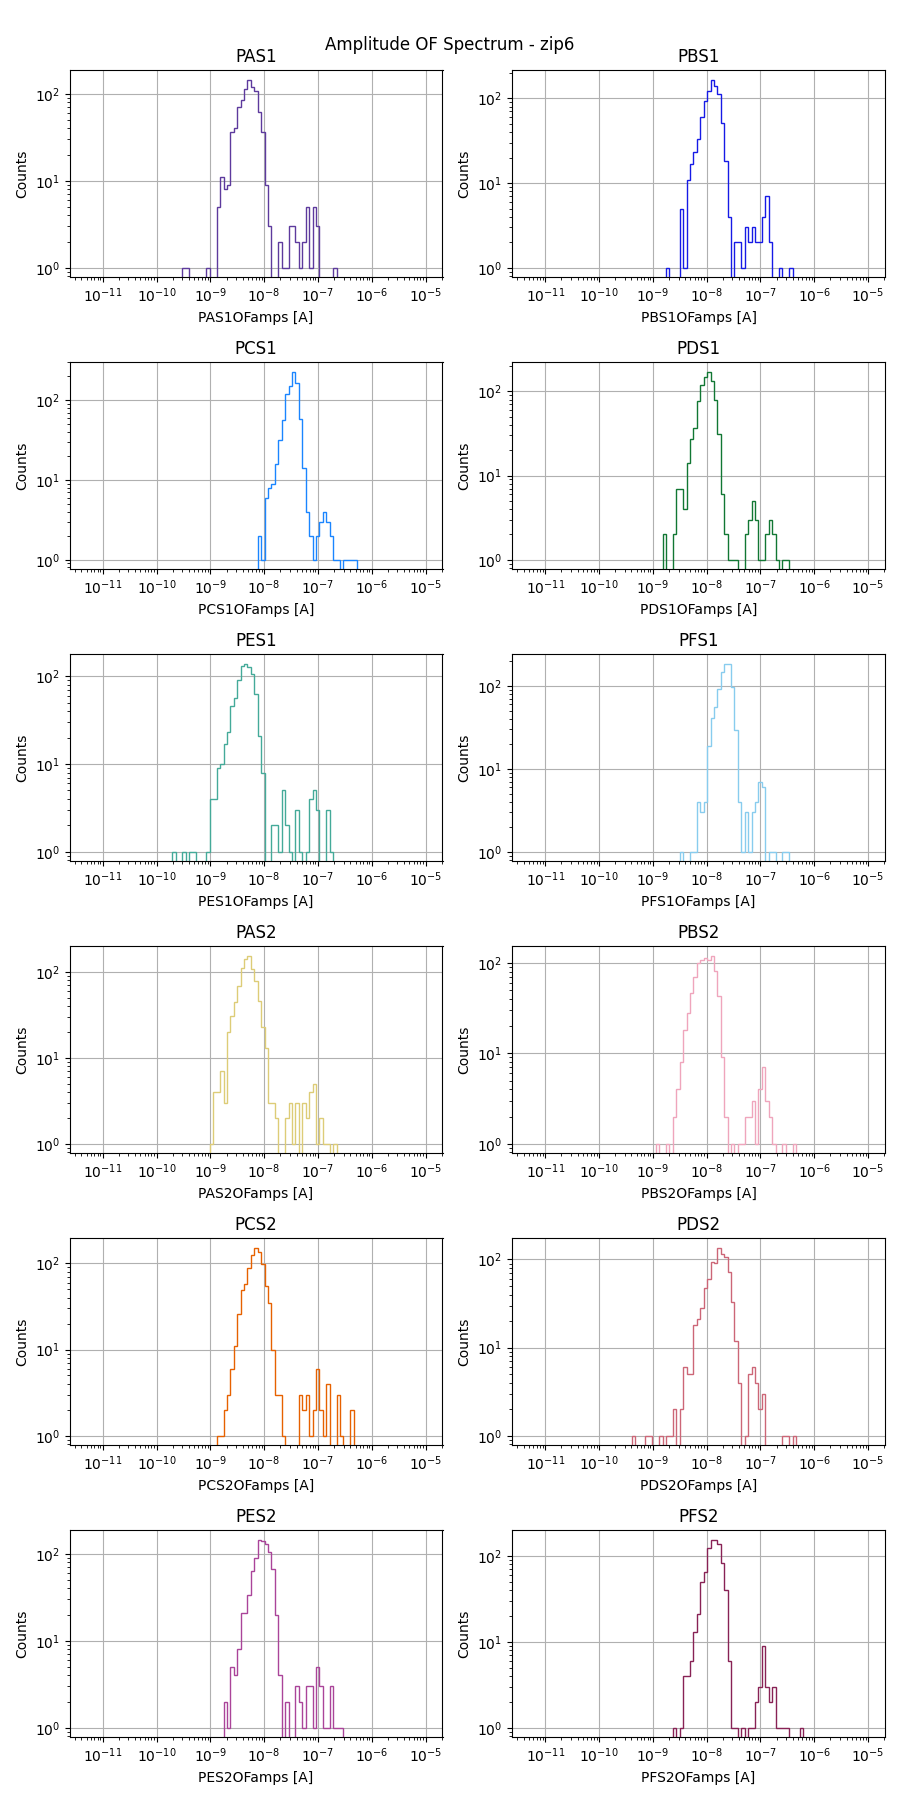 Amplitude OF Spectrum - zip6
PAS1
Counts
10² 10¹ 10⁰
10⁻¹¹ 10⁻¹⁰ 10⁻⁹ 10⁻⁸ 10⁻⁷ 10⁻⁶ 10⁻⁵
PAS1OFamps [A]
PBS1
Counts
10² 10¹ 10⁰
10⁻¹¹ 10⁻¹⁰ 10⁻⁹ 10⁻⁸ 10⁻⁷ 10⁻⁶ 10⁻⁵
PBS1OFamps [A]
PCS1
Counts
10² 10¹ 10⁰
10⁻¹¹ 10⁻¹⁰ 10⁻⁹ 10⁻⁸ 10⁻⁷ 10⁻⁶ 10⁻⁵
PCS1OFamps [A]
PDS1
Counts
10² 10¹ 10⁰
10⁻¹¹ 10⁻¹⁰ 10⁻⁹ 10⁻⁸ 10⁻⁷ 10⁻⁶ 10⁻⁵
PDS1OFamps [A]
PES1
Counts
10² 10¹ 10⁰
10⁻¹¹ 10⁻¹⁰ 10⁻⁹ 10⁻⁸ 10⁻⁷ 10⁻⁶ 10⁻⁵
PES1OFamps [A]
PFS1
Counts
10² 10¹ 10⁰
10⁻¹¹ 10⁻¹⁰ 10⁻⁹ 10⁻⁸ 10⁻⁷ 10⁻⁶ 10⁻⁵
PFS1OFamps [A]
PAS2
Counts
10² 10¹ 10⁰
10⁻¹¹ 10⁻¹⁰ 10⁻⁹ 10⁻⁸ 10⁻⁷ 10⁻⁶ 10⁻⁵
PAS2OFamps [A]
PBS2
Counts
10² 10¹ 10⁰
10⁻¹¹ 10⁻¹⁰ 10⁻⁹ 10⁻⁸ 10⁻⁷ 10⁻⁶ 10⁻⁵
PBS2OFamps [A]
PCS2
Counts
10² 10¹ 10⁰
10⁻¹¹ 10⁻¹⁰ 10⁻⁹ 10⁻⁸ 10⁻⁷ 10⁻⁶ 10⁻⁵
PCS2OFamps [A]
PDS2
Counts
10² 10¹ 10⁰
10⁻¹¹ 10⁻¹⁰ 10⁻⁹ 10⁻⁸ 10⁻⁷ 10⁻⁶ 10⁻⁵
PDS2OFamps [A]
PES2
Counts
10² 10¹ 10⁰
10⁻¹¹ 10⁻¹⁰ 10⁻⁹ 10⁻⁸ 10⁻⁷ 10⁻⁶ 10⁻⁵
PES2OFamps [A]
PFS2
Counts
10² 10¹ 10⁰
10⁻¹¹ 10⁻¹⁰ 10⁻⁹ 10⁻⁸ 10⁻⁷ 10⁻⁶ 10⁻⁵
PFS2OFamps [A]